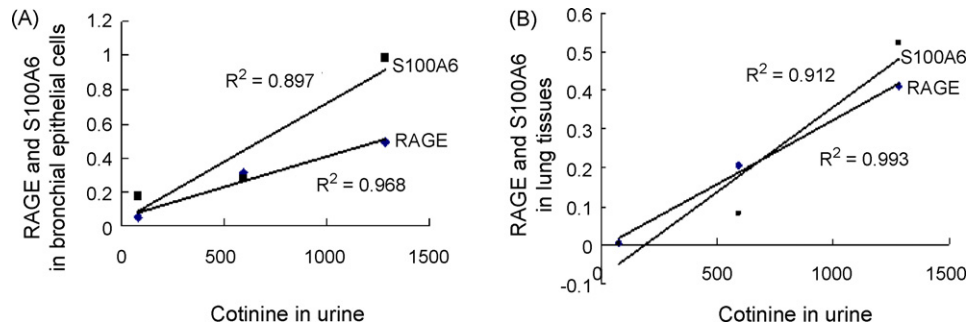 (A)
RAGE and S100A6
in bronchial epithelial cells
1.2
1
0.8
0.6
0.4
0.2
0
0
500
1000
1500
R² = 0.897
S100A6
RAGE
R² = 0.968
Cotinine in urine
(B)
RAGE and S100A6
in lung tissues
0.6
0.5
0.4
0.3
0.2
0.1
0
-0.1
0
500
1000
1500
R² = 0.912
S100A6
RAGE
R² = 0.993
Cotinine in urine